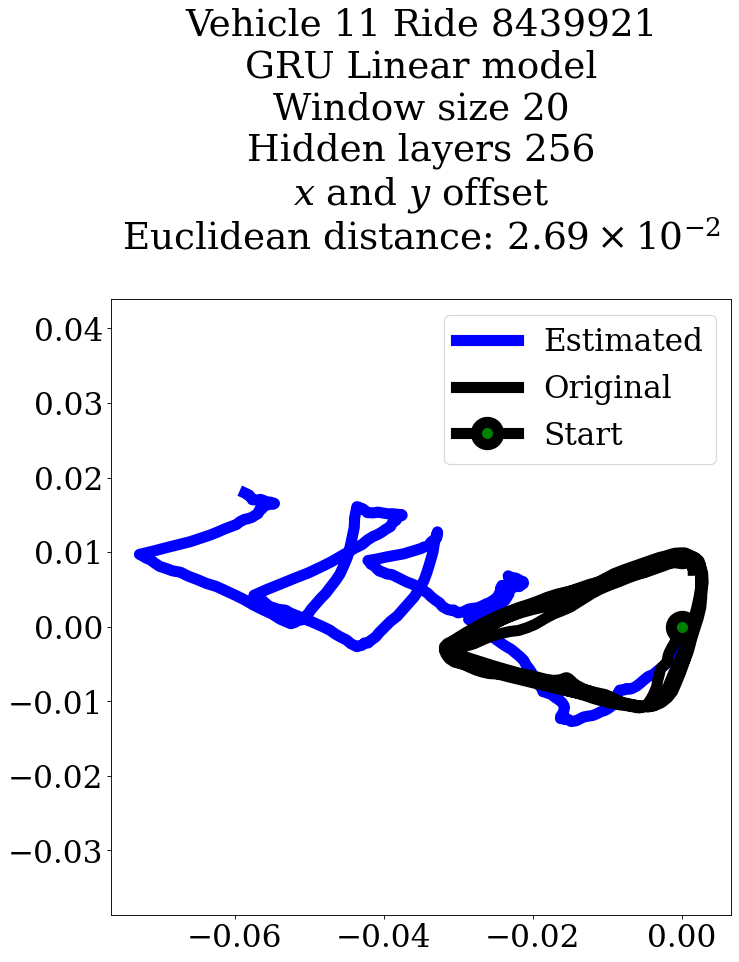 Vehicle 11 Ride 8439921
GRU Linear model
Window size 20
Hidden layers 256
x and y offset
Euclidean distance: 2.69 × 10⁻²
Estimated
Original
Start
0.04
0.03
0.02
0.01
0.00
−0.01
−0.02
−0.03
−0.06 −0.04 −0.02 0.00